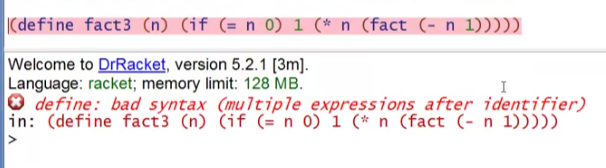 (define fact3 (n) (if (= n 0) 1 (* n (fact (- n 1)))))
Welcome to DrRacket, version 5.2.1 [3m].
Language: racket; memory limit: 128 MB.
define: bad syntax (multiple expressions after identifier)
in: (define fact3 (n) (if (= n 0) 1 (* n (fact (- n 1)))))
>